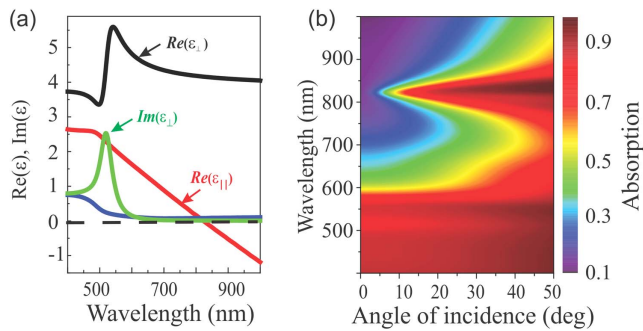 (a)
Re(ε), Im(ε)
5
4
3
2
1
0
-1
Re(ε⊥)
Im(ε⊥)
Re(ε||)
500 700 900
Wavelength (nm)
(b)
Wavelength (nm)
900
800
700
600
500
0 10 20 30 40 50
Angle of incidence (deg)
0.9
0.7
0.5
0.3
0.1
Absorption